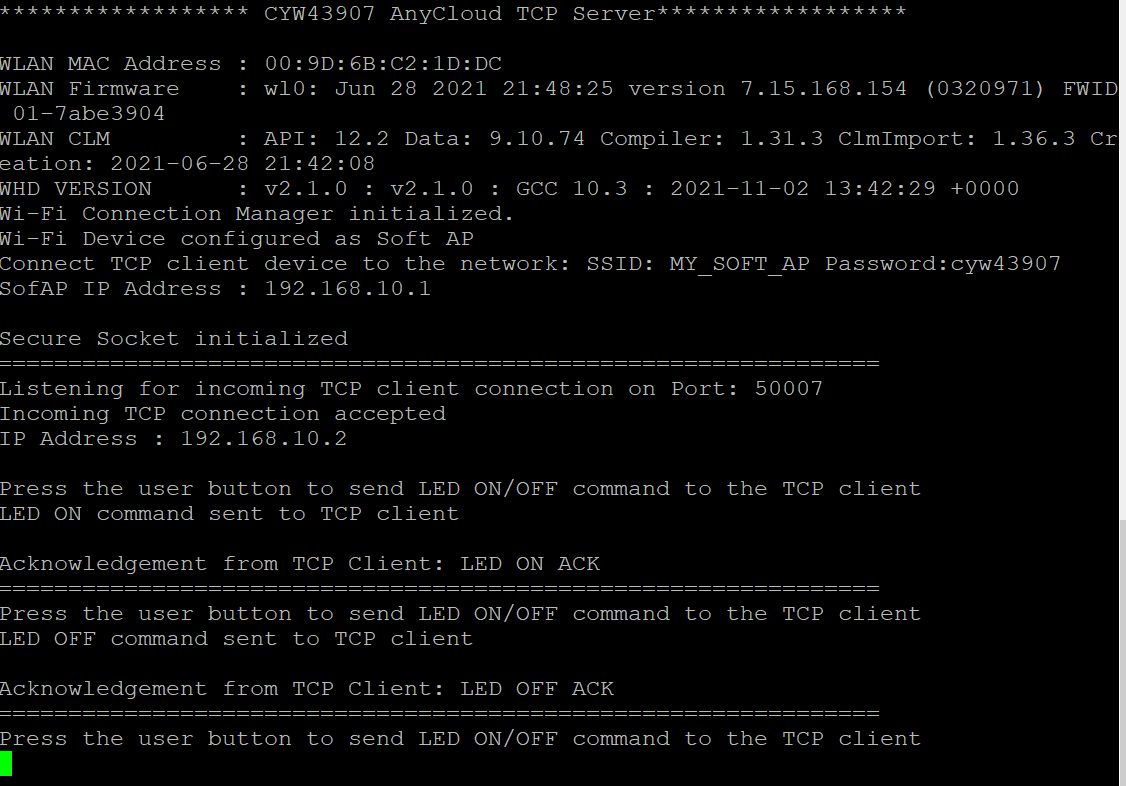 ****************** CYW43907 AnyCloud TCP Server******************
WLAN MAC Address : 00:9D:6B:C2:1D:DC
WLAN Firmware    : wl0: Jun 28 2021 21:48:25 version 7.15.168.154 (0320971) FWID
 01-7abe3904
WLAN CLM         : API: 12.2 Data: 9.10.74 Compiler: 1.31.3 ClmImport: 1.36.3 Cr
eation: 2021-06-28 21:42:08
WHD VERSION      : v2.1.0 : v2.1.0 : GCC 10.3 : 2021-11-02 13:42:29 +0000
Wi-Fi Connection Manager initialized.
Wi-Fi Device configured as Soft AP
Connect TCP client device to the network: SSID: MY_SOFT_AP Password:cyw43907
SofAP IP Address : 192.168.10.1
Secure Socket initialized
===============================================================
Listening for incoming TCP client connection on Port: 50007
Incoming TCP connection accepted
IP Address : 192.168.10.2
Press the user button to send LED ON/OFF command to the TCP client
LED ON command sent to TCP client
Acknowledgement from TCP Client: LED ON ACK
===============================================================
Press the user button to send LED ON/OFF command to the TCP client
LED OFF command sent to TCP client
Acknowledgement from TCP Client: LED OFF ACK
===============================================================
Press the user button to send LED ON/OFF command to the TCP client